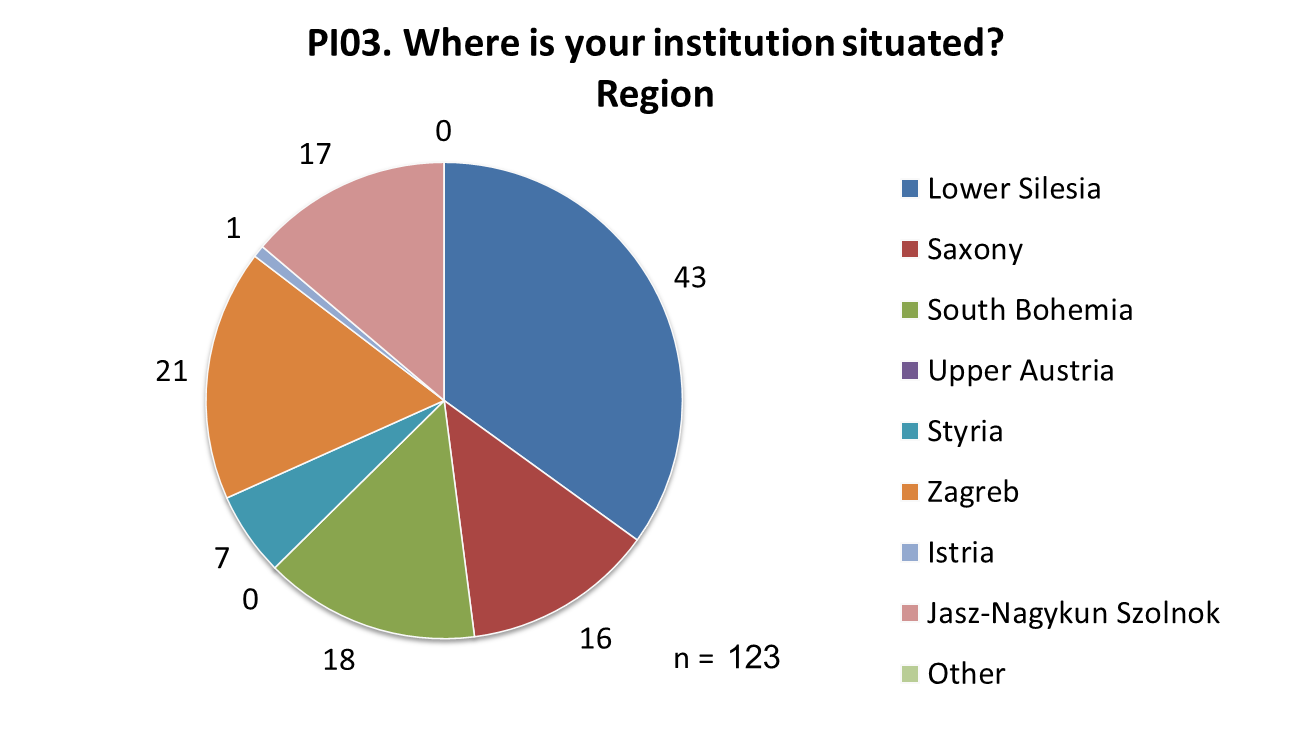 PI03. Where is your institution situated?
Region
0
17
1
43
21
7
0
18
16
n = 123
Lower Silesia
Saxony
South Bohemia
Upper Austria
Styria
Zagreb
Istria
Jasz-Nagykun Szolnok
Other